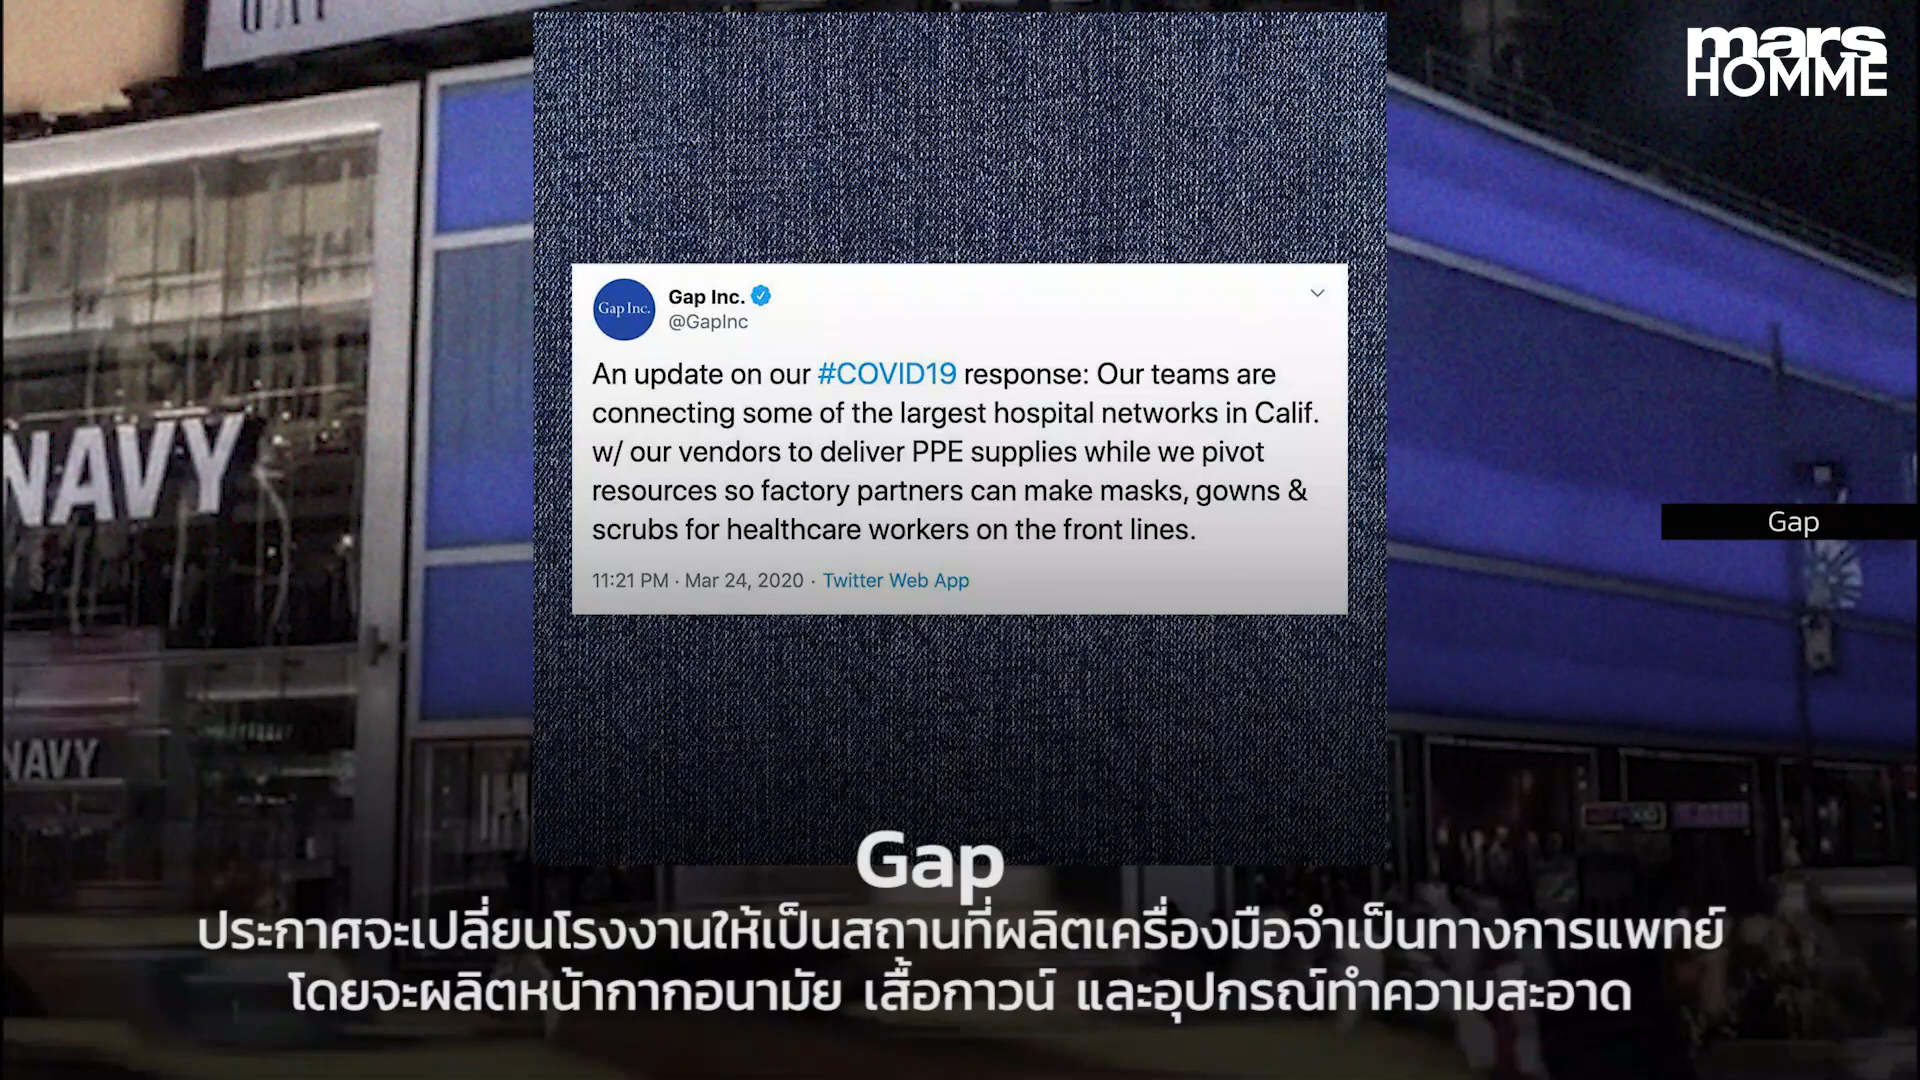 mars
HOMME
NAVY
NAVY
Gap Inc.
Gap Inc.
@GapInc
An update on our #COVID19 response: Our teams are
connecting some of the largest hospital networks in Calif.
w/ our vendors to deliver PPE supplies while we pivot
resources so factory partners can make masks, gowns &
scrubs for healthcare workers on the front lines.
11:21 PM · Mar 24, 2020 · Twitter Web App
Gap
Gap
ประกาศจะเปลี่ยนโรงงานให้เป็นสถานที่ผลิตเครื่องมือจำเป็นทางการแพทย์
โดยจะผลิตหน้ากากอนามัย เสื้อกาวน์ และอุปกรณ์ทำความสะอาด